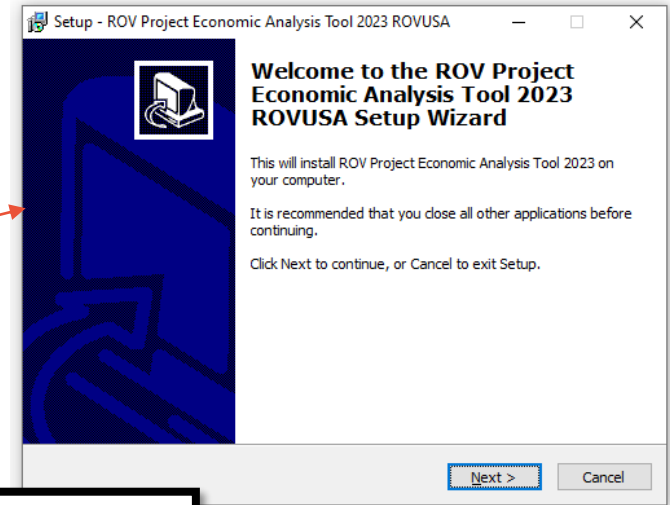 Setup - ROV Project Economic Analysis Tool 2023 ROVUSA
Welcome to the ROV Project
Economic Analysis Tool 2023
ROVUSA Setup Wizard
This will install ROV Project Economic Analysis Tool 2023 on
your computer.
It is recommended that you close all other applications before
continuing.
Click Next to continue, or Cancel to exit Setup.
Next >
Cancel